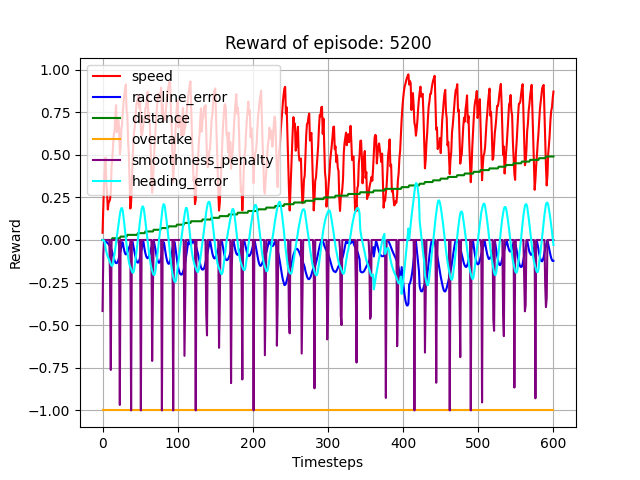 Reward of episode: 5200
speed
raceline_error
distance
overtake
smoothness_penalty
heading_error
1.00
0.75
0.50
0.25
0.00
−0.25
−0.50
−0.75
−1.00
Reward
0 100 200 300 400 500 600
Timesteps